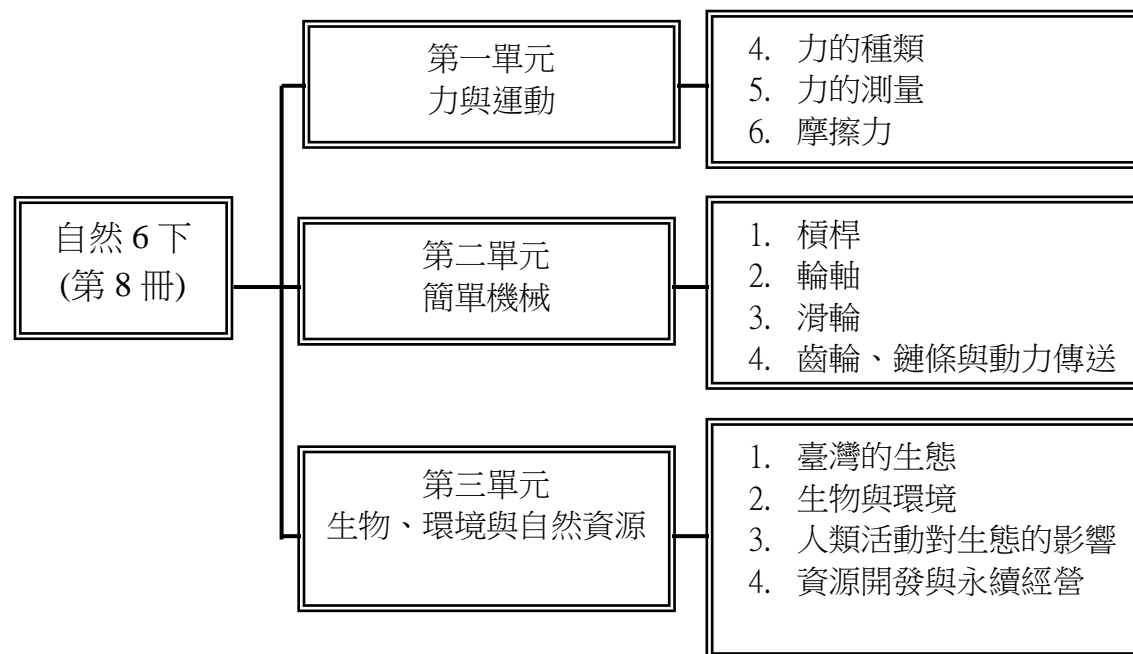 自然 6 下
(第 8 冊)
第一單元
力與運動
4. 力的種類
5. 力的測量
6. 摩擦力
第二單元
簡單機械
1. 槓桿
2. 輪軸
3. 滑輪
4. 齒輪、鏈條與動力傳送
第三單元
生物、環境與自然資源
1. 臺灣的生態
2. 生物與環境
3. 人類活動對生態的影響
4. 資源開發與永續經營